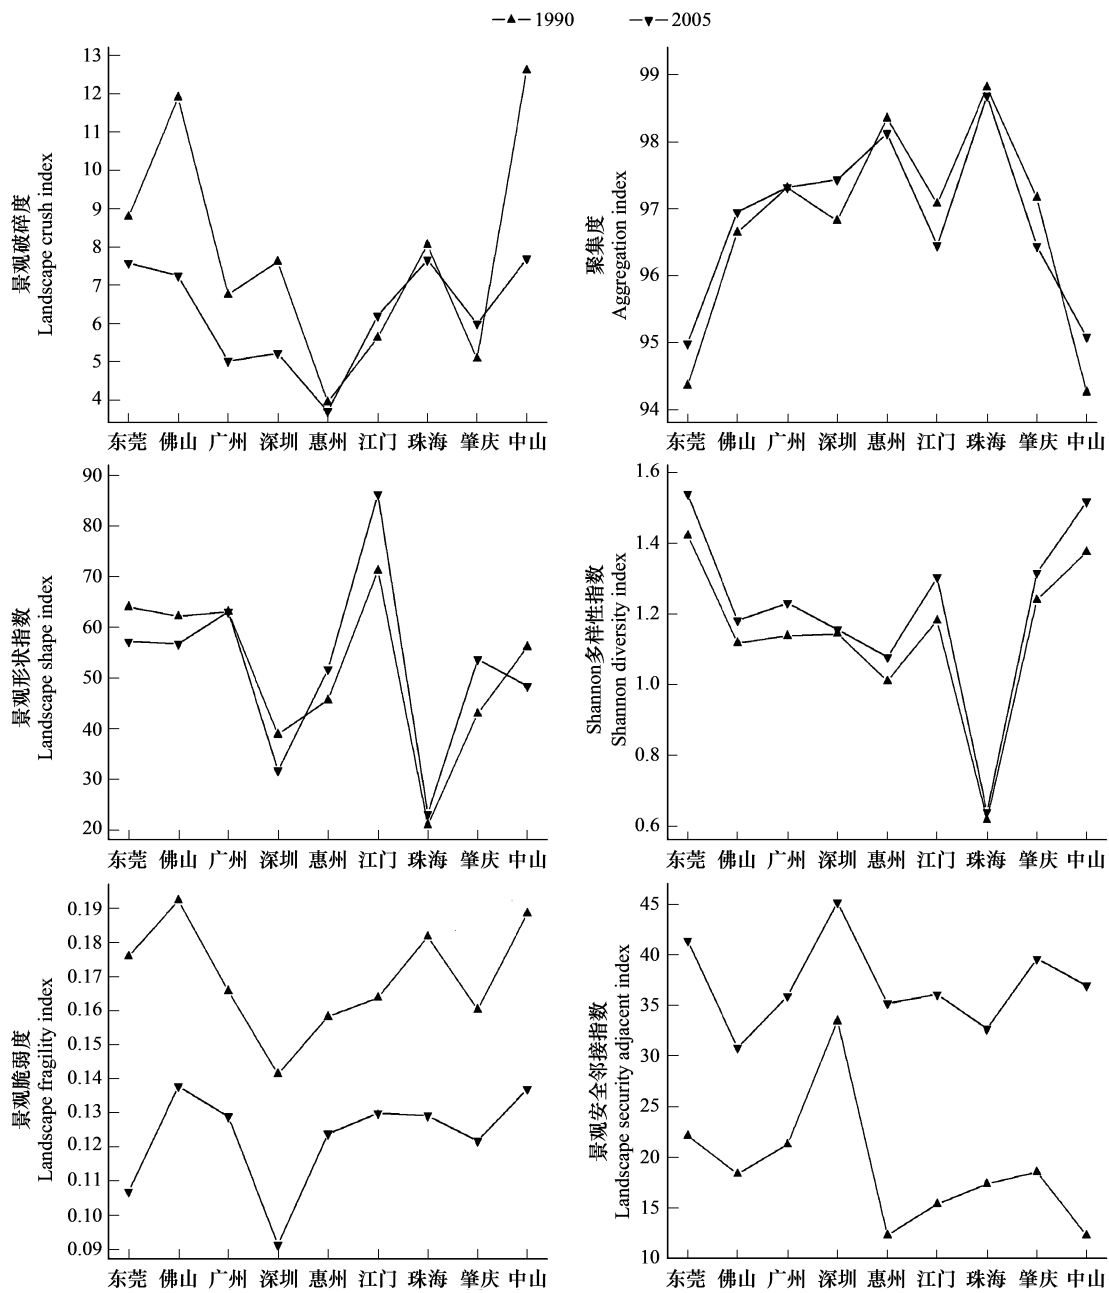 1990 2005
13
12
11
10
9
8
7
6
5
4
景观破碎度
Landscape crush index
东莞 佛山 广州 深圳 惠州 江门 珠海 肇庆 中山
99
98
97
96
95
94
聚集度
Aggregation index
东莞 佛山 广州 深圳 惠州 江门 珠海 肇庆 中山
90
80
70
60
50
40
30
20
景观形状指数
Landscape shape index
东莞 佛山 广州 深圳 惠州 江门 珠海 肇庆 中山
1.6
1.4
1.2
1.0
0.8
0.6
Shannon多样性指数
Shannon diversity index
东莞 佛山 广州 深圳 惠州 江门 珠海 肇庆 中山
0.19
0.18
0.17
0.16
0.15
0.14
0.13
0.12
0.11
0.10
0.09
景观脆弱度
Landscape fragility index
东莞 佛山 广州 深圳 惠州 江门 珠海 肇庆 中山
45
40
35
30
25
20
15
10
景观安全邻接指数
Landscape security adjacent index
东莞 佛山 广州 深圳 惠州 江门 珠海 肇庆 中山